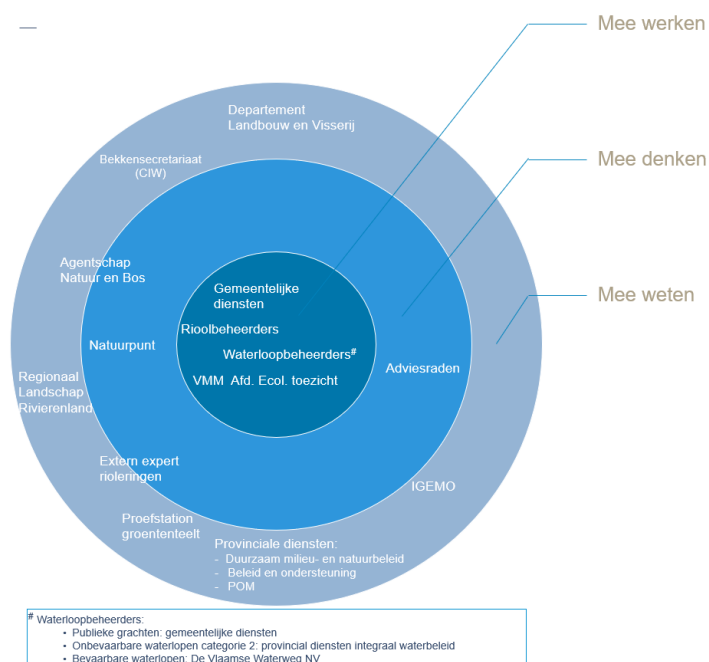 Mee werken
Departement
Landbouw en Visserij
Bekkensecretariaat
(CIW)
Mee denken
Agentschap
Natuur en Bos
Gemeentelijke
diensten
Mee weten
Rioolbeheerders
Natuurpunt
Waterloopbeheerders#
Adviesraden
Regionaal
Landschap
Rivierenland
VMM Afd. Ecol. toezicht
Extern expert
rioleringen
IGEMO
Proefstation
groententeelt
Provinciale diensten:
- Duurzaam milieu- en natuurbeleid
- Beleid en ondersteuning
- POM
# Waterloopbeheerders:
• Publieke grachten: gemeentelijke diensten
• Onbevaarbare waterlopen categorie 2: provincial diensten integraal waterbeleid
• Bevaarbare waterlopen: De Vlaamse Waterweg NV